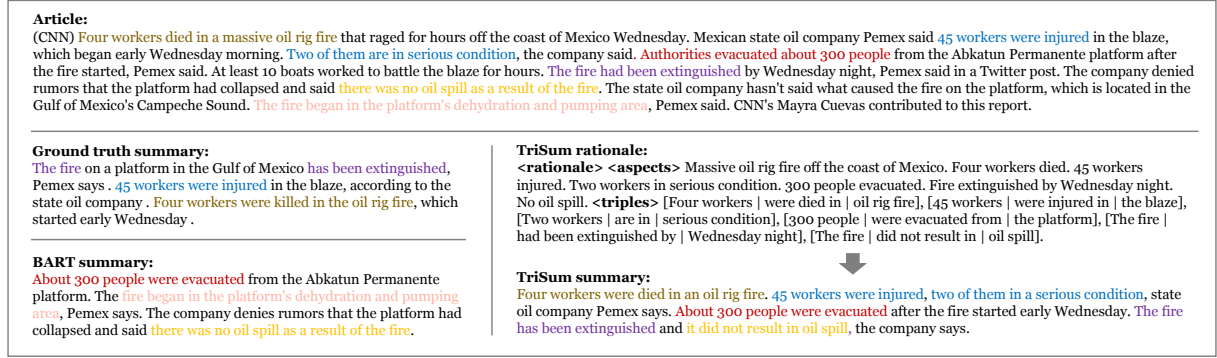 Article:
(CNN) Four workers died in a massive oil rig fire that raged for hours off the coast of Mexico Wednesday. Mexican state oil company Pemex said 45 workers were injured in the blaze,
which began early Wednesday morning. Two of them are in serious condition, the company said. Authorities evacuated about 300 people from the Abkatun Permanente platform after
the fire started, Pemex said. At least 10 boats worked to battle the blaze for hours. The fire had been extinguished by Wednesday night, Pemex said in a Twitter post. The company denied
rumors that the platform had collapsed and said there was no oil spill as a result of the fire. The state oil company hasn't said what caused the fire on the platform, which is located in the
Gulf of Mexico's Campeche Sound. The fire began in the platform's dehydration and pumping area, Pemex said. CNN's Mayra Cuevas contributed to this report.
Ground truth summary:
The fire on a platform in the Gulf of Mexico has been extinguished,
Pemex says . 45 workers were injured in the blaze, according to the
state oil company . Four workers were killed in the oil rig fire, which
started early Wednesday .
BART summary:
About 300 people were evacuated from the Abkatun Permanente
platform. The fire began in the platform's dehydration and pumping
area, Pemex says. The company denies rumors that the platform had
collapsed and said there was no oil spill as a result of the fire.
TriSum rationale:
<rationale> <aspects> Massive oil rig fire off the coast of Mexico. Four workers died. 45 workers
injured. Two workers in serious condition. 300 people evacuated. Fire extinguished by Wednesday night.
No oil spill. <triples> [Four workers | were died in | oil rig fire], [45 workers | were injured in | the blaze],
[Two workers | are in | serious condition], [300 people | were evacuated from | the platform], [The fire |
had been extinguished by | Wednesday night], [The fire | did not result in | oil spill].
TriSum summary:
Four workers were died in an oil rig fire. 45 workers were injured, two of them in a serious condition, state
oil company Pemex says. About 300 people were evacuated after the fire started early Wednesday. The fire
has been extinguished and it did not result in oil spill, the company says.